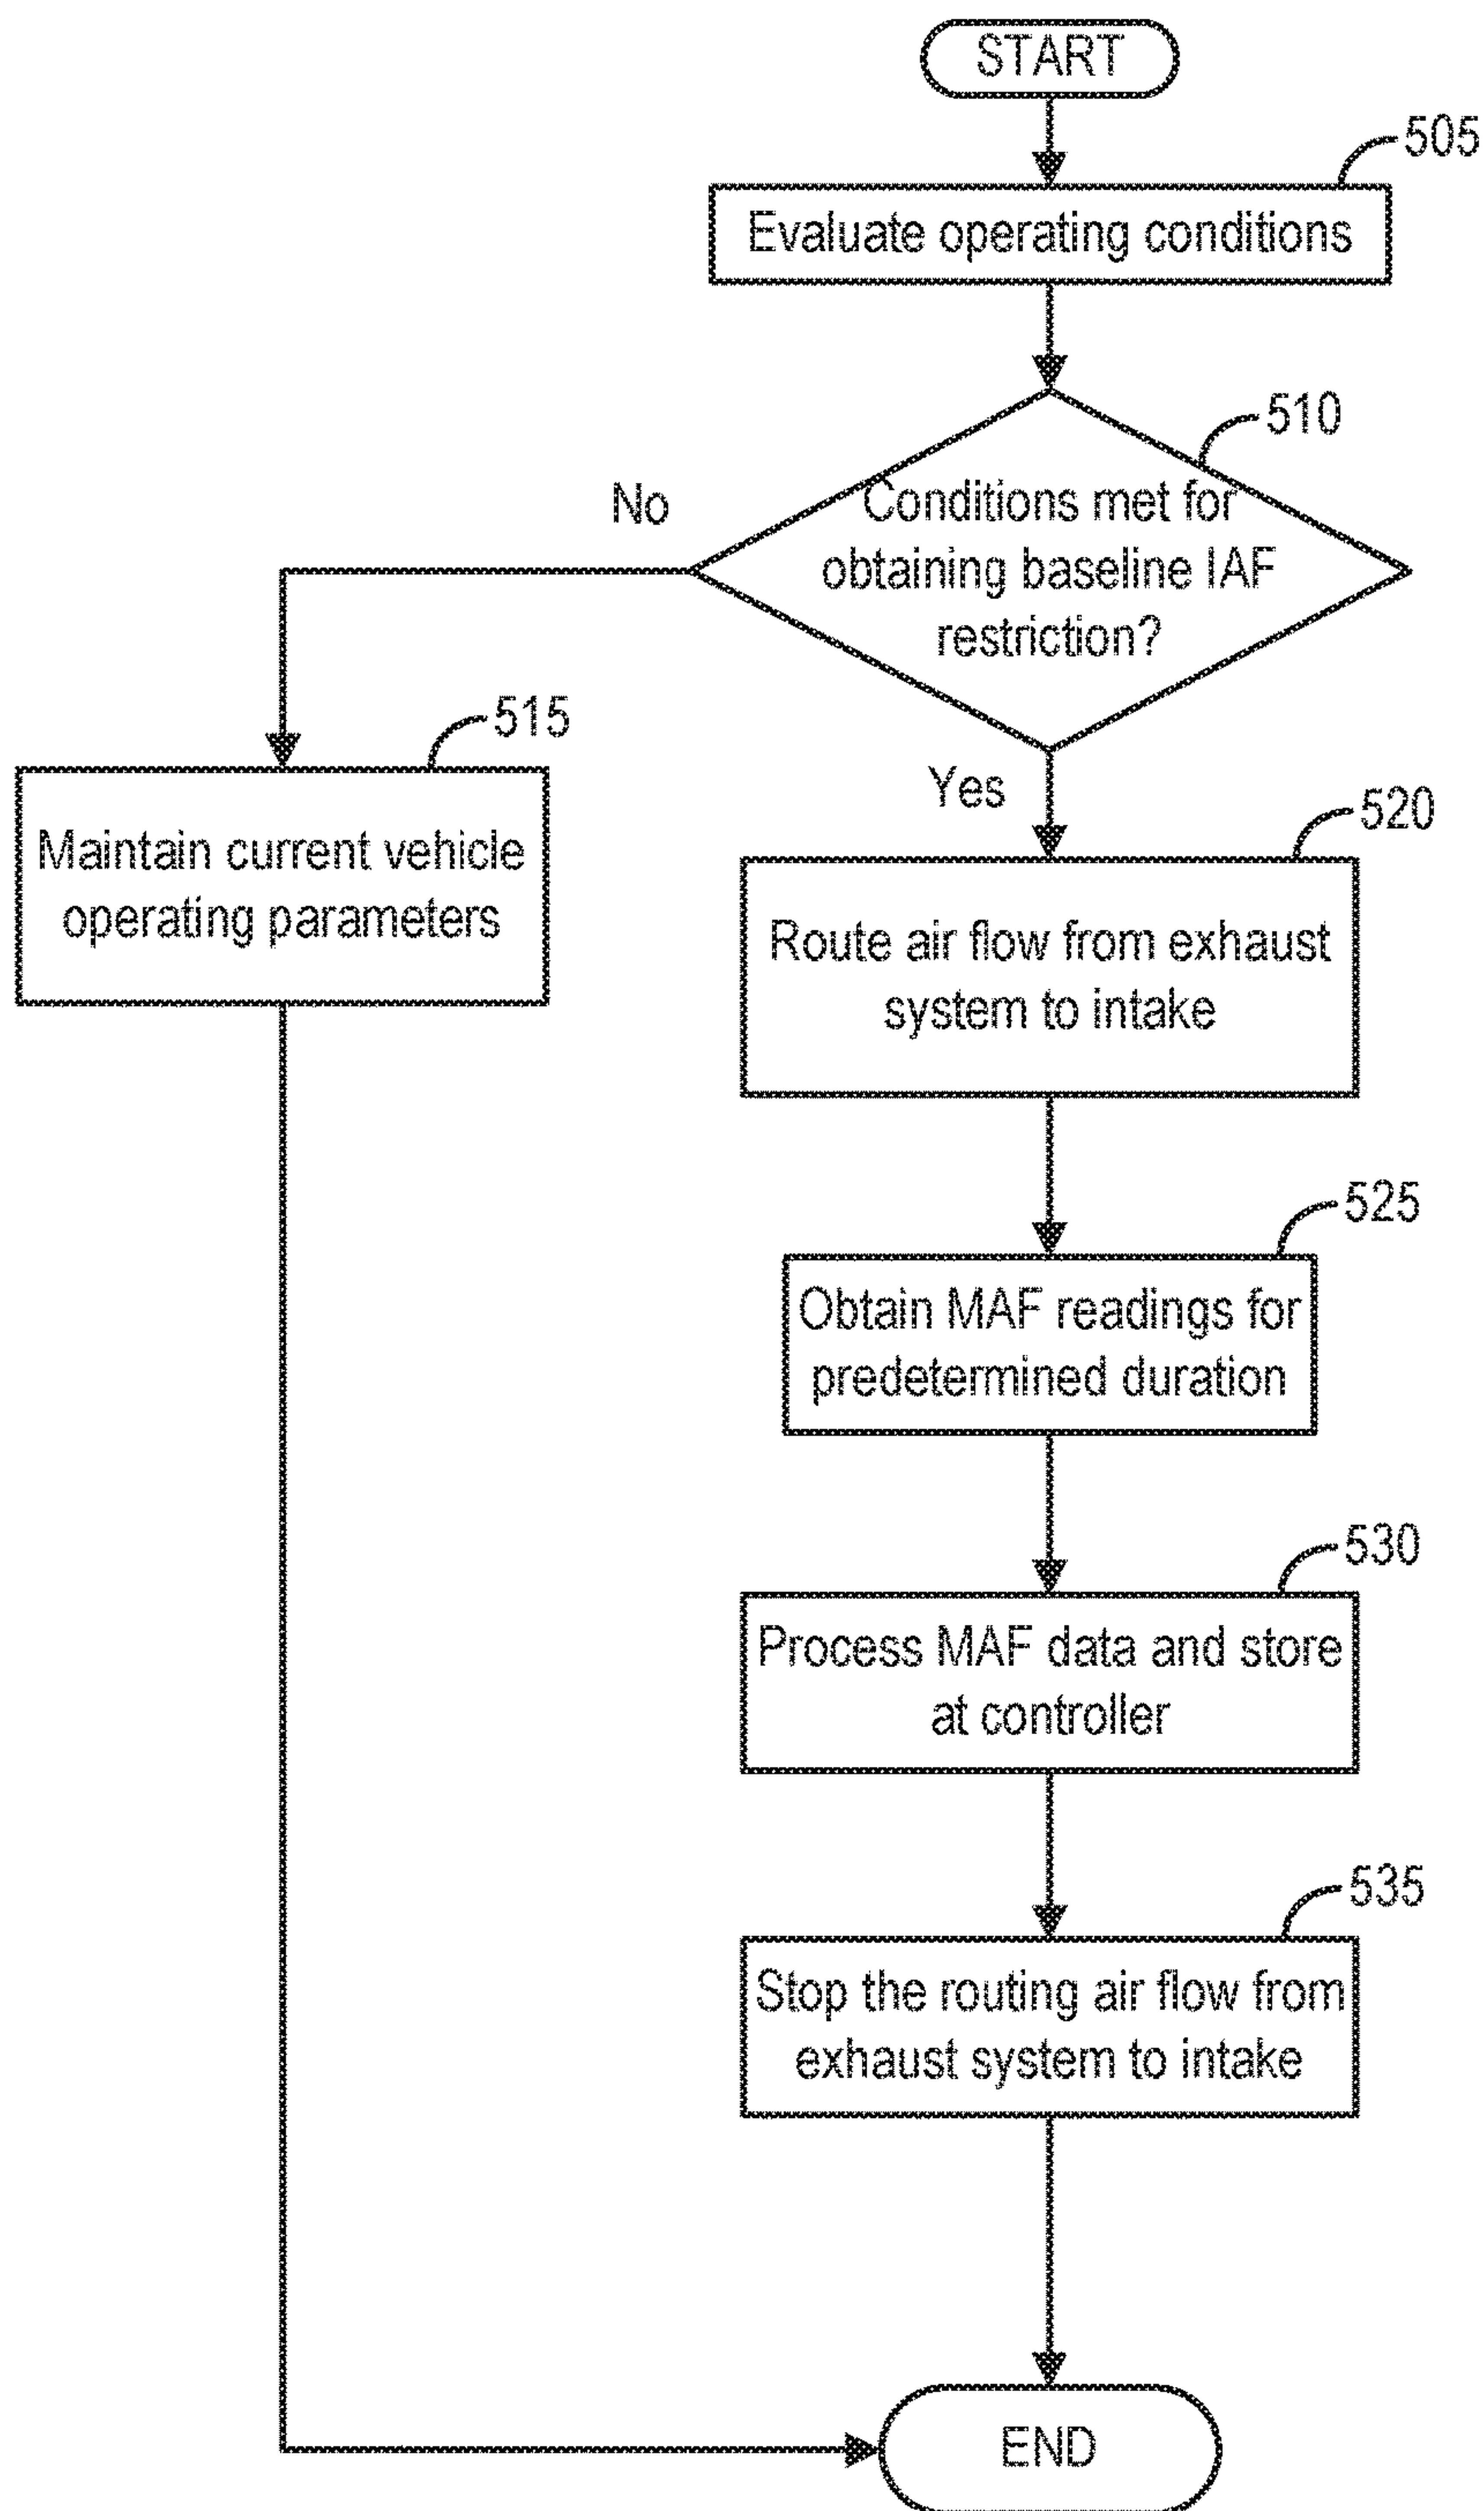 START
505
Evaluate operating conditions
510
Conditions met for
obtaining baseline IAF
restriction?
No
Yes
515
Maintain current vehicle
operating parameters
520
Route air flow from exhaust
system to intake
525
Obtain MAF readings for
predetermined duration
530
Process MAF data and store
at controller
535
Stop the routing air flow from
exhaust system to intake
END